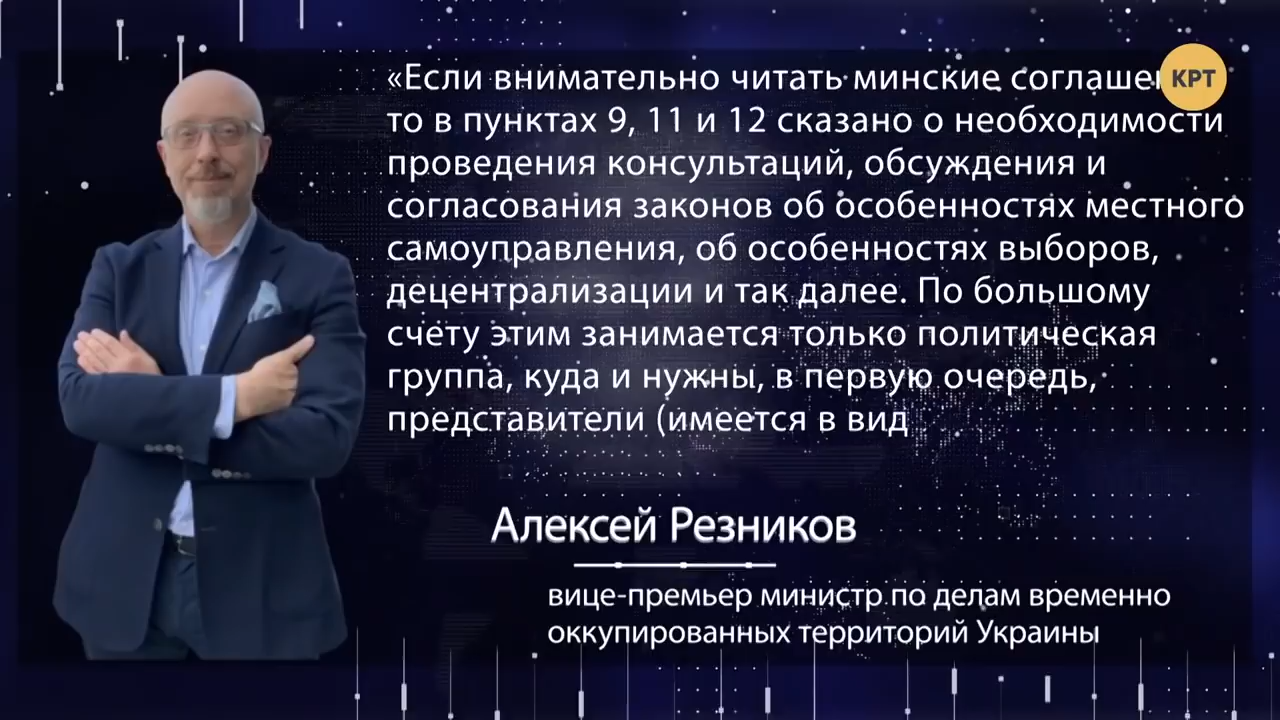 «Если внимательно читать минские
КРТ
то в пунктах 9, 11 и 12 сказано о необходимости
проведения консультаций, обсуждения и
согласования законов об особенностях местного
самоуправления, об особенностях выборов,
децентрализации и так далее. По большому
счету этим занимается только политическая
группа, куда и нужны, в первую очередь,
представители (имеется в вид
Алексей Резников
вице-премьер министр по делам временно
оккупированных территорий Украины